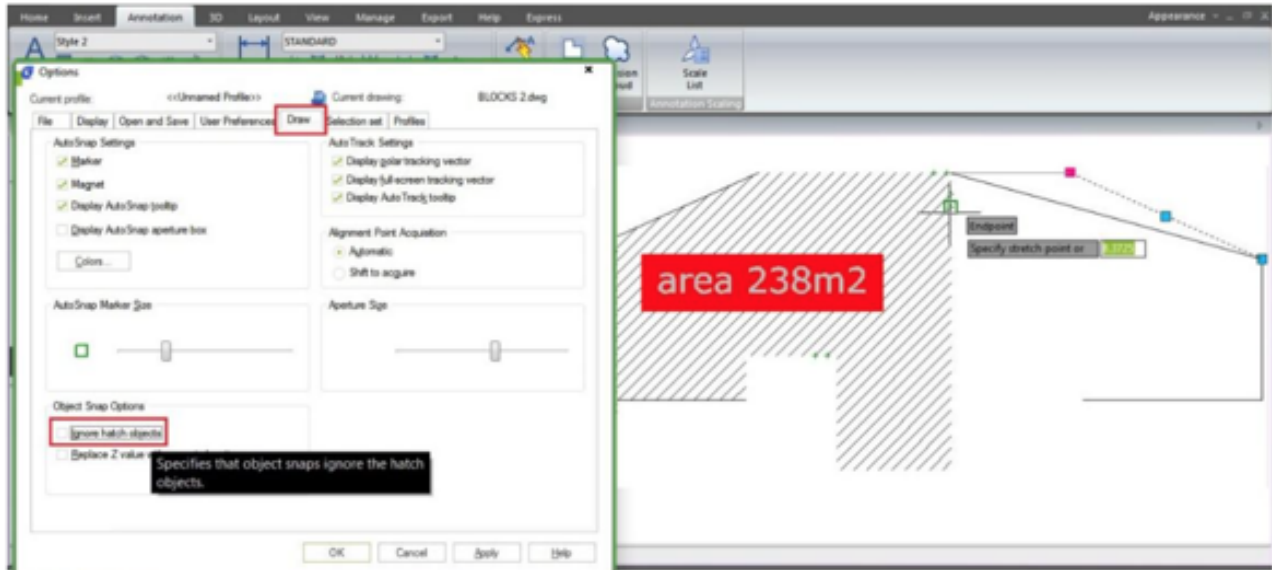 Home Insert Annotation 3D Layout View Manage Export Help Express Appearance
Style 2 STANDARD
Scale
List
Annotation Scaling
Options
Current profile: <<Unnamed Profile>> Current drawing: BLOCKS 2.dwg
File Display Open and Save User Preferences Draw Selection set Profiles
AutoSnap Settings
Marker
Magnet
Display AutoSnap tooltip
Display AutoSnap aperture box
Colors...
AutoTrack Settings
Display polar tracking vector
Display full-screen tracking vector
Display AutoTrack tooltip
Alignment Point Acquisition
Automatic
Shift to acquire
AutoSnap Marker Size
Aperture Size
Object Snap Options
Ignore hatch objects
Replace Z value
Specifies that object snaps ignore the hatch
objects.
OK Cancel Apply Help
Endpoint
Specify stretch point or
area 238m2